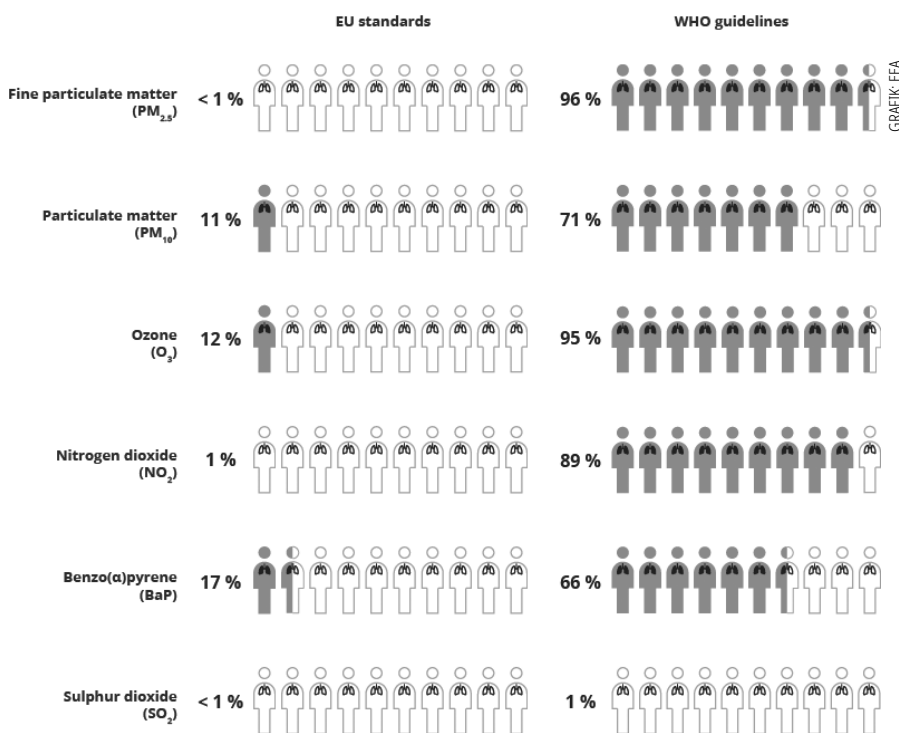 EU standards
WHO guidelines
Fine particulate matter
(PM₂.₅)
< 1 %
96 %
GRAFIK: EEA
Particulate matter
(PM₁₀)
11 %
71 %
Ozone
(O₃)
12 %
95 %
Nitrogen dioxide
(NO₂)
1 %
89 %
Benzo(α)pyrene
(BaP)
17 %
66 %
Sulphur dioxide
(SO₂)
< 1 %
1 %